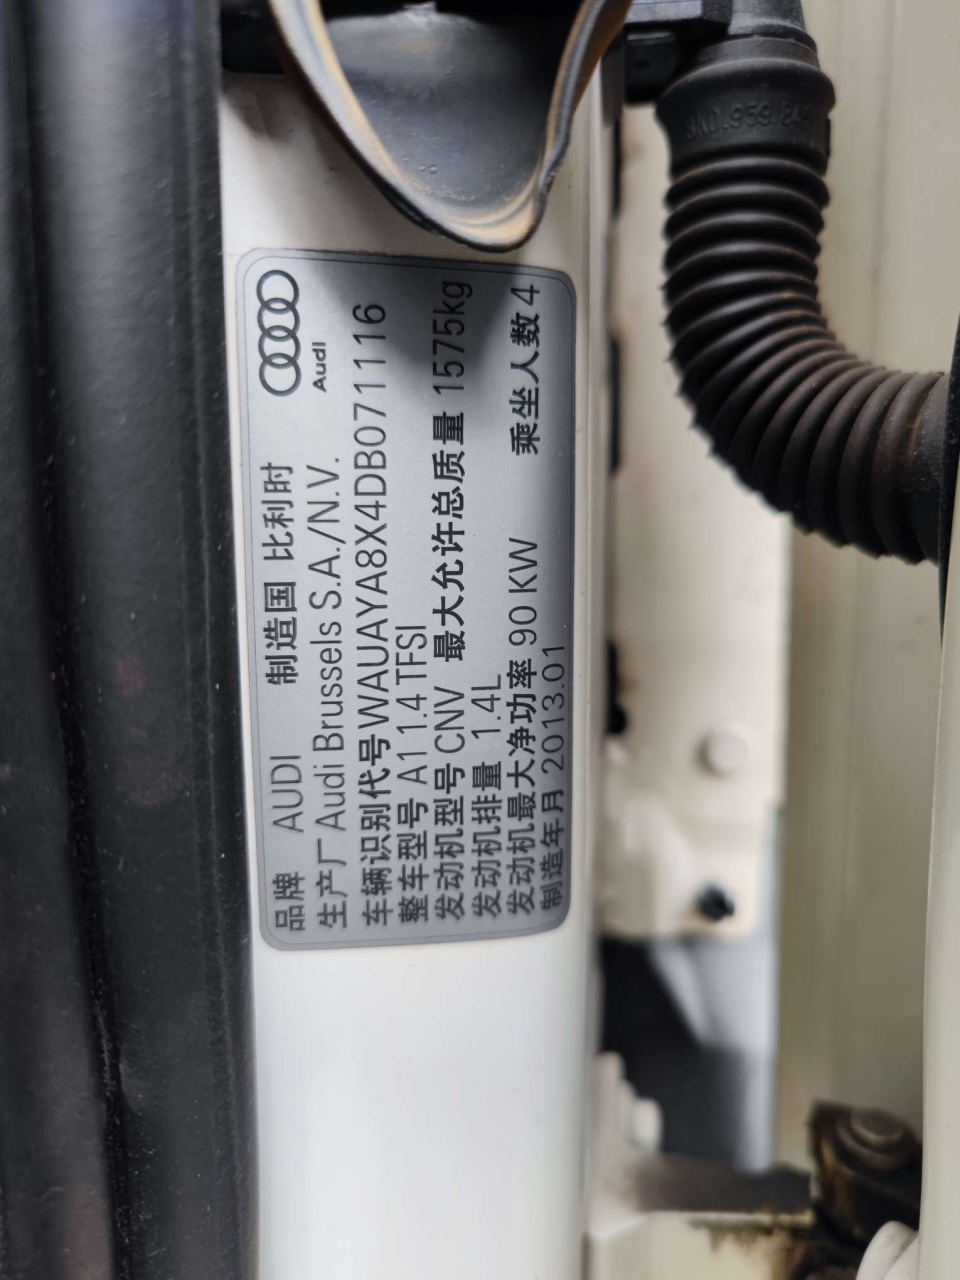 Audi
品牌 AUDI 制造国 比利时
生产厂 Audi Brussels S.A./N.V.
车辆识别代号WAUAYA8X4DB071116
整车型号 A1 1.4 TFSI
发动机型号 CNV 最大允许总质量 1575kg
发动机排量 1.4L
发动机最大净功率 90 KW 乘坐人数 4
制造年月 2013.01